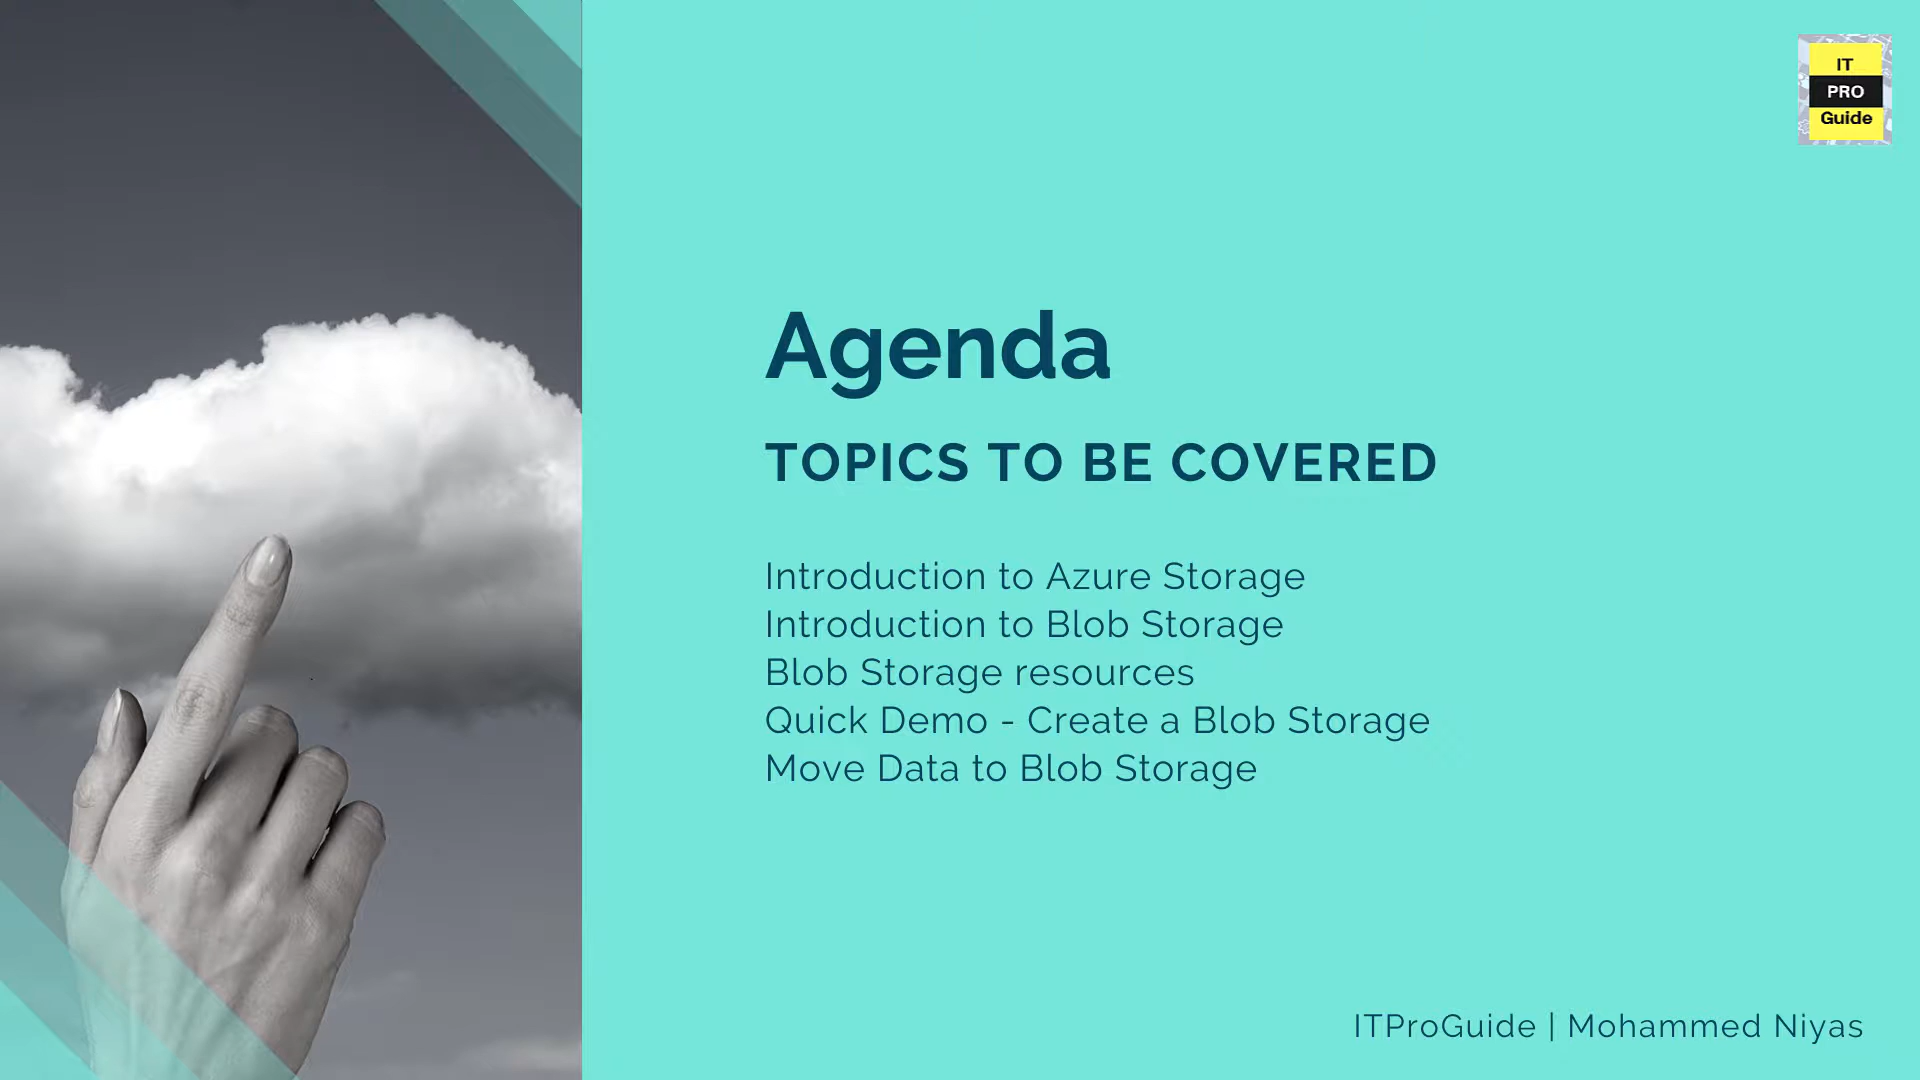 IT
PRO
Guide
Agenda
TOPICS TO BE COVERED
Introduction to Azure Storage
Introduction to Blob Storage
Blob Storage resources
Quick Demo - Create a Blob Storage
Move Data to Blob Storage
ITProGuide | Mohammed Niyas